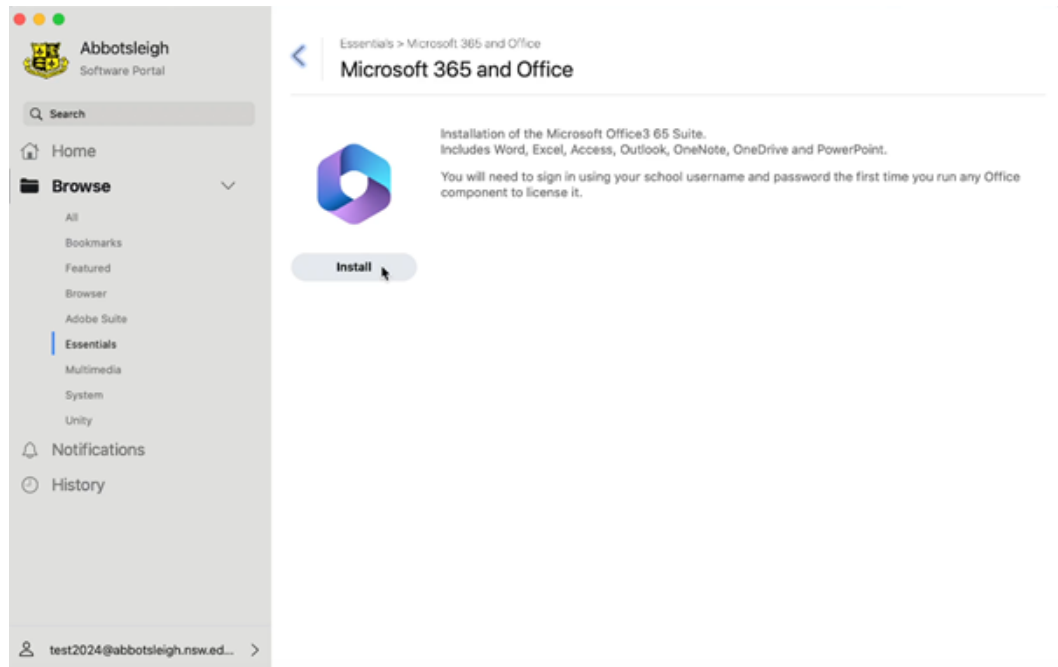 Abbotsleigh
Software Portal
Search
Home
Browse
All
Bookmarks
Featured
Browser
Adobe Suite
Essentials
Multimedia
System
Unity
Notifications
History
test2024@abbotsleigh.nsw.ed...
Essentials > Microsoft 365 and Office
Microsoft 365 and Office
Installation of the Microsoft Office3 65 Suite.
Includes Word, Excel, Access, Outlook, OneNote, OneDrive and PowerPoint.
You will need to sign in using your school username and password the first time you run any Office
component to license it.
Install